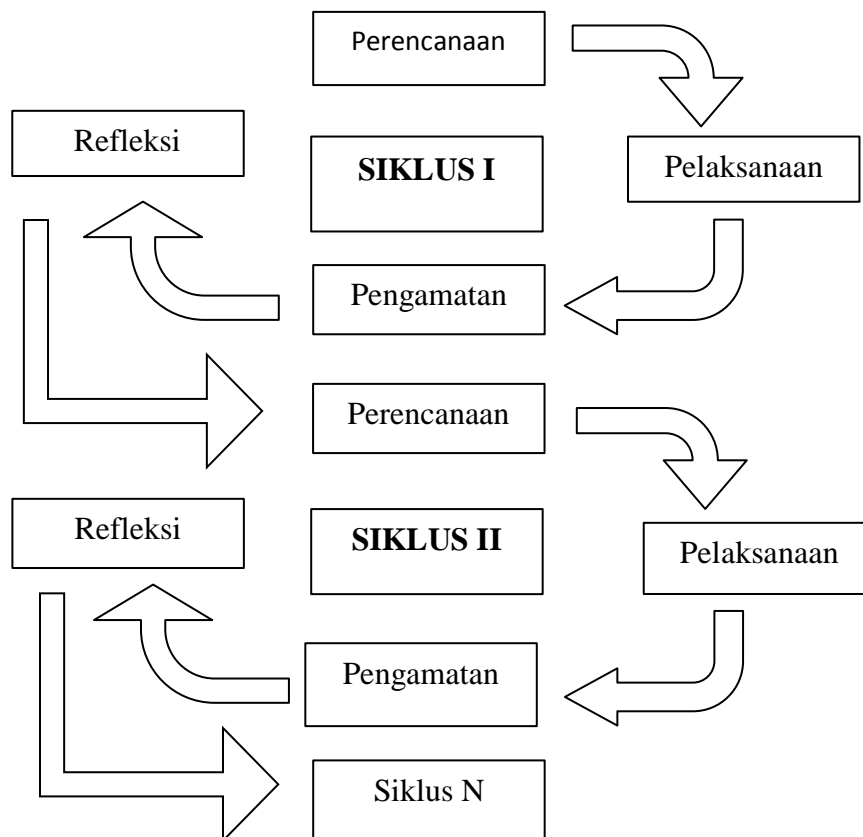 Perencanaan
Refleksi
SIKLUS I
Pelaksanaan
Pengamatan
Perencanaan
Refleksi
SIKLUS II
Pelaksanaan
Pengamatan
Siklus N